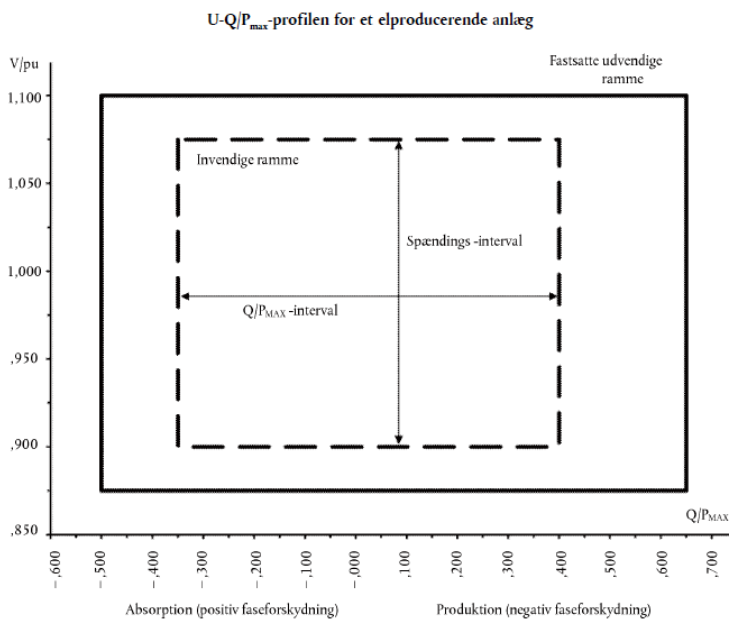 U-Q/Pmax-profilen for et elproducerende anlæg
V/pu
Fastsatte udvendige
ramme
1,100
Invendige ramme
1,050
Spændings -interval
1,000
Q/PMAX -interval
,950
,900
,850
Q/PMAX
–,600
–,500
–,400
–,300
–,200
–,100
–,000
,100
,200
,300
,400
,500
,600
,700
Absorption (positiv faseforskydning)
Produktion (negativ faseforskydning)